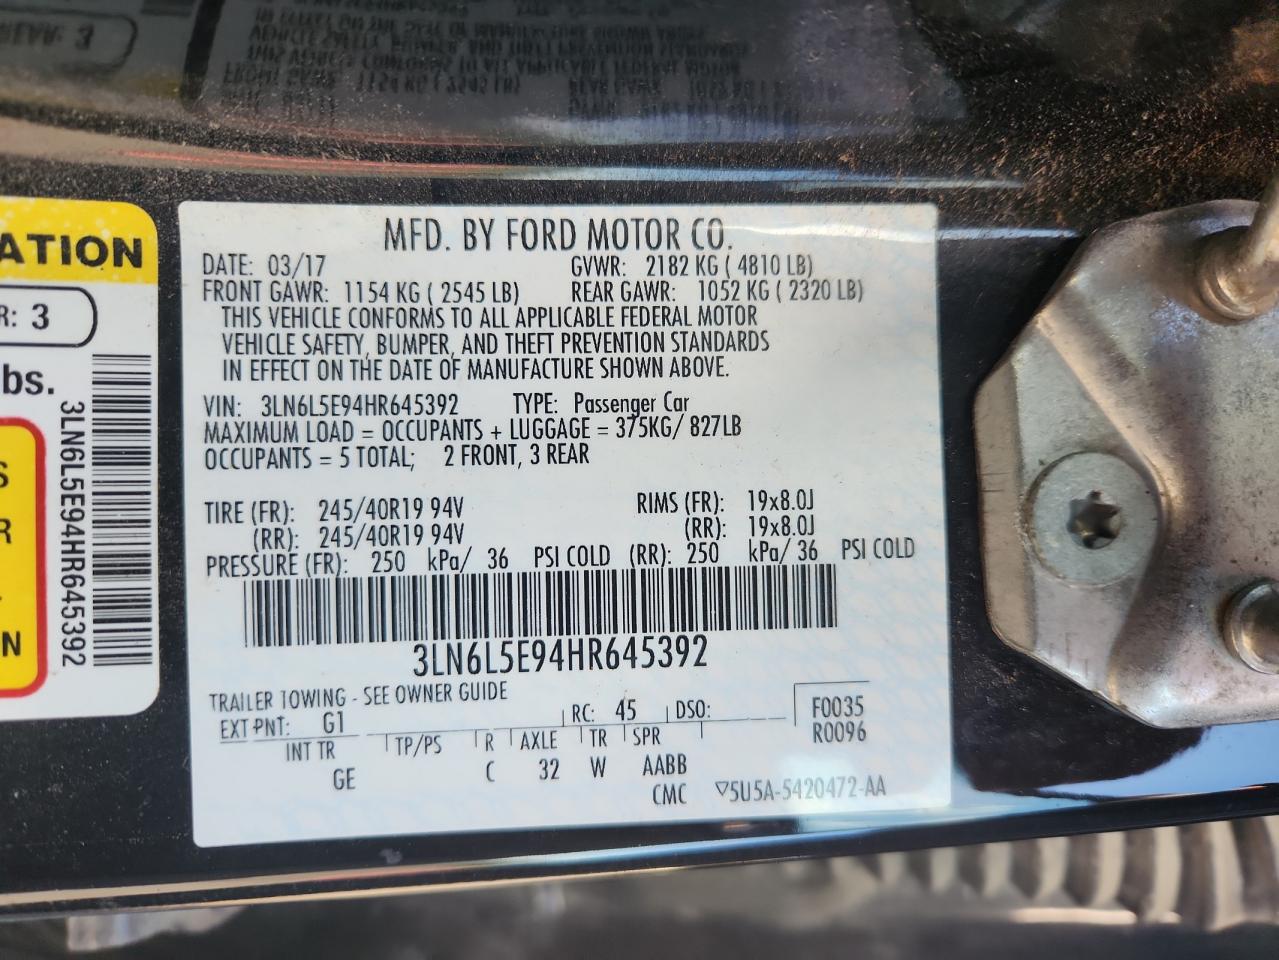 MFD. BY FORD MOTOR CO.
DATE: 03/17 GVWR: 2182 KG ( 4810 LB)
FRONT GAWR: 1154 KG ( 2545 LB) REAR GAWR: 1052 KG ( 2320 LB)
THIS VEHICLE CONFORMS TO ALL APPLICABLE FEDERAL MOTOR
VEHICLE SAFETY, BUMPER, AND THEFT PREVENTION STANDARDS
IN EFFECT ON THE DATE OF MANUFACTURE SHOWN ABOVE.
VIN: 3LN6L5E94HR645392 TYPE: Passenger Car
MAXIMUM LOAD = OCCUPANTS + LUGGAGE = 375KG/ 827LB
OCCUPANTS = 5 TOTAL; 2 FRONT, 3 REAR
TIRE (FR): 245/40R19 94V RIMS (FR): 19x8.0J
(RR): 245/40R19 94V (RR): 19x8.0J
PRESSURE (FR): 250 kPa/ 36 PSI COLD (RR): 250 kPa/ 36 PSI COLD
3LN6L5E94HR645392
TRAILER TOWING - SEE OWNER GUIDE
EXT PNT: G1 RC: 45 DSO: F0035
R0096
INT TR TP/PS R AXLE TR SPR
GE C 32 W AABB
CMC ▽5U5A-5420472-AA
ATION
R: 3
bs.
3LN6L5E94HR645392
S
R
N